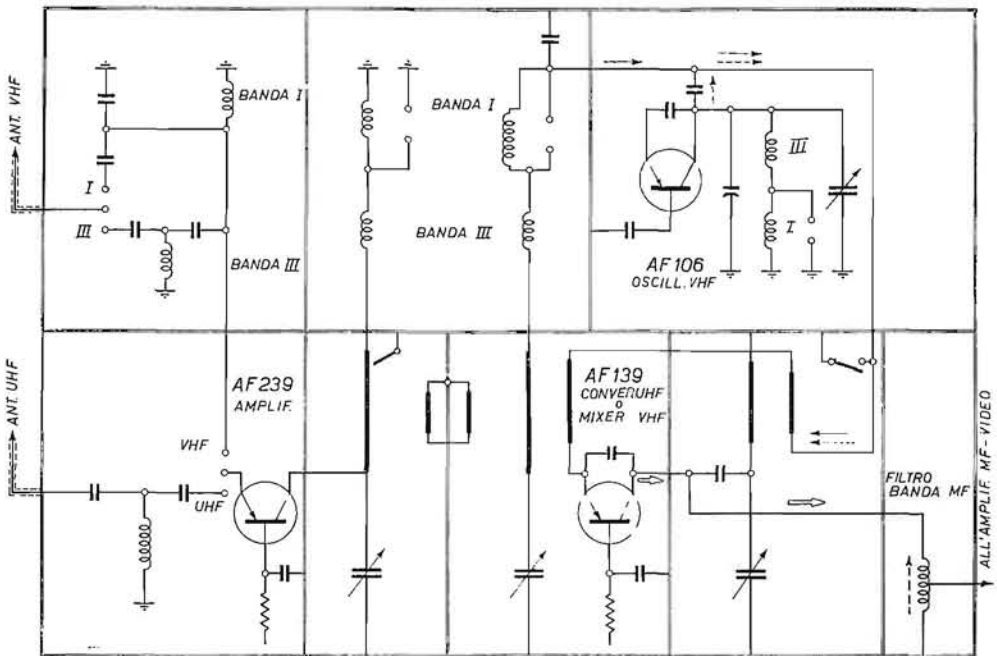 ANT. VHF
BANDA I
I
III
BANDA III
BANDA I
BANDA III
III
I
AF106
OSCILL. VHF
ANT. UHF
AF239
AMPLIF.
VHF
UHF
AF139
CONVER.UHF
O
MIXER VHF
FILTRO
BANDA MF
ALL'AMPLIF. MF-VIDEO